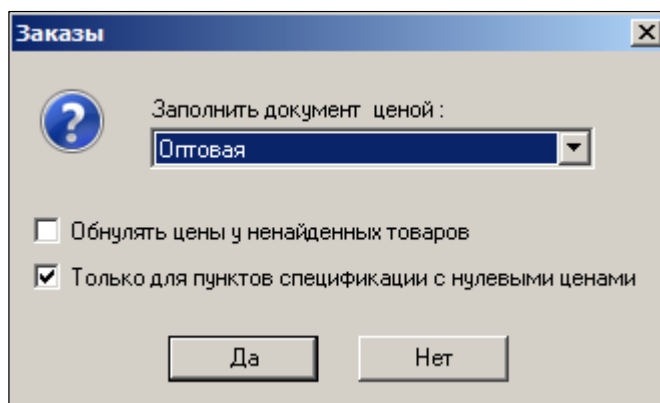 Заказы
Заполнить документ ценой :
Оптовая
Обнулять цены у ненайденных товаров
Только для пунктов спецификации с нулевыми ценами
Да
Нет